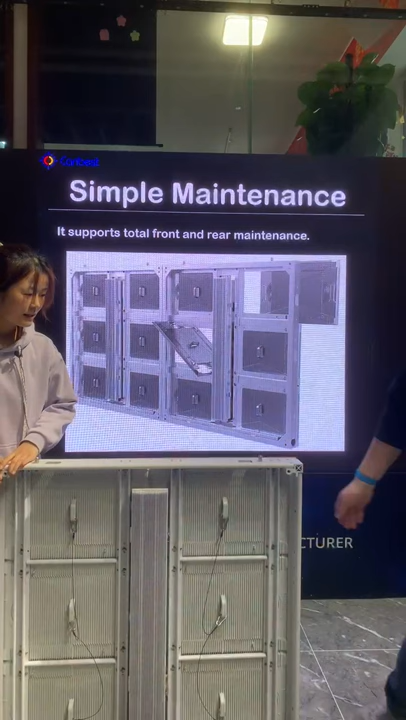 Simple Maintenance
It supports total front and rear maintenance.
CTURER